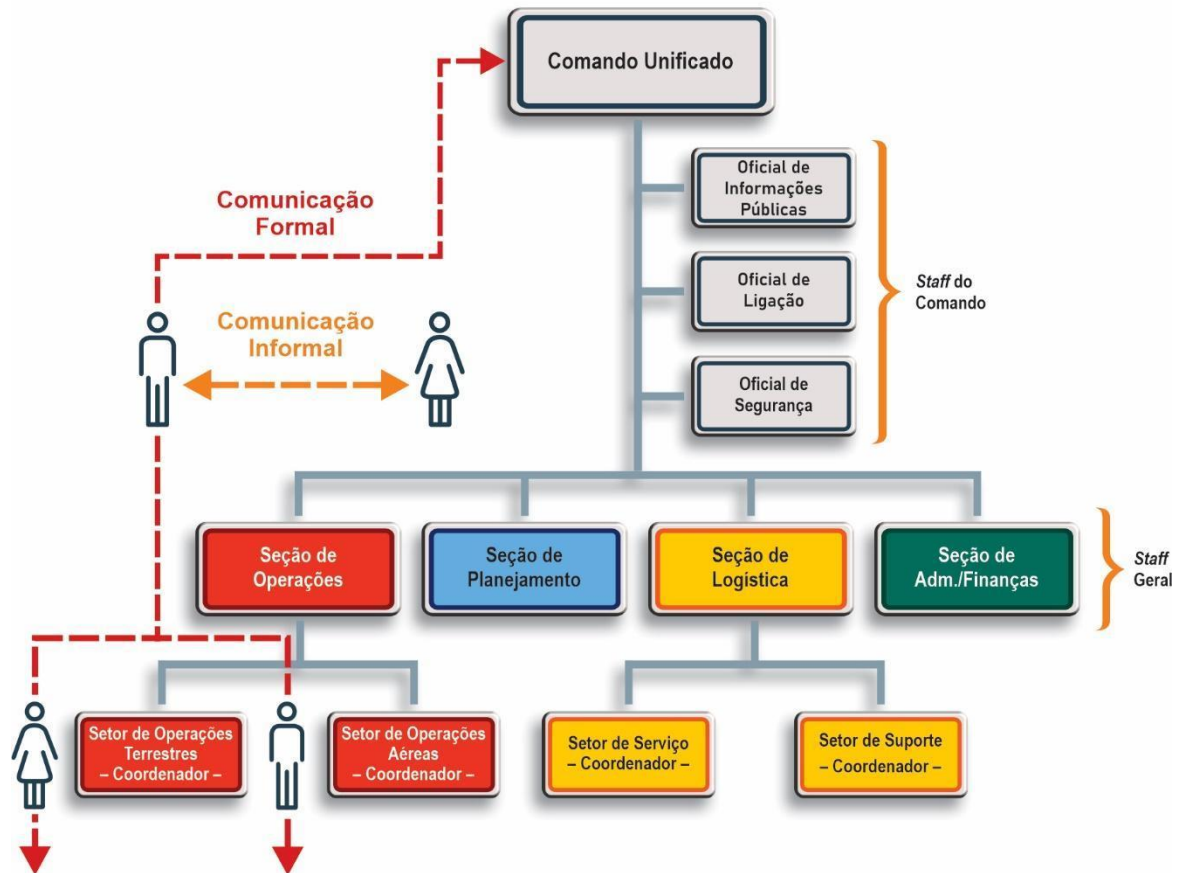 Comando Unificado
Oficial de
Informações
Públicas
Comunicação
Formal
Oficial de
Ligação
Staff do
Comando
Comunicação
Informal
Oficial de
Segurança
Seção de
Operações
Seção de
Planejamento
Seção de
Logística
Seção de
Adm./Finanças
Staff
Geral
Setor de Operações
Terrestres
– Coordenador –
Setor de Operações
Aéreas
– Coordenador –
Setor de Serviço
– Coordenador –
Setor de Suporte
– Coordenador –